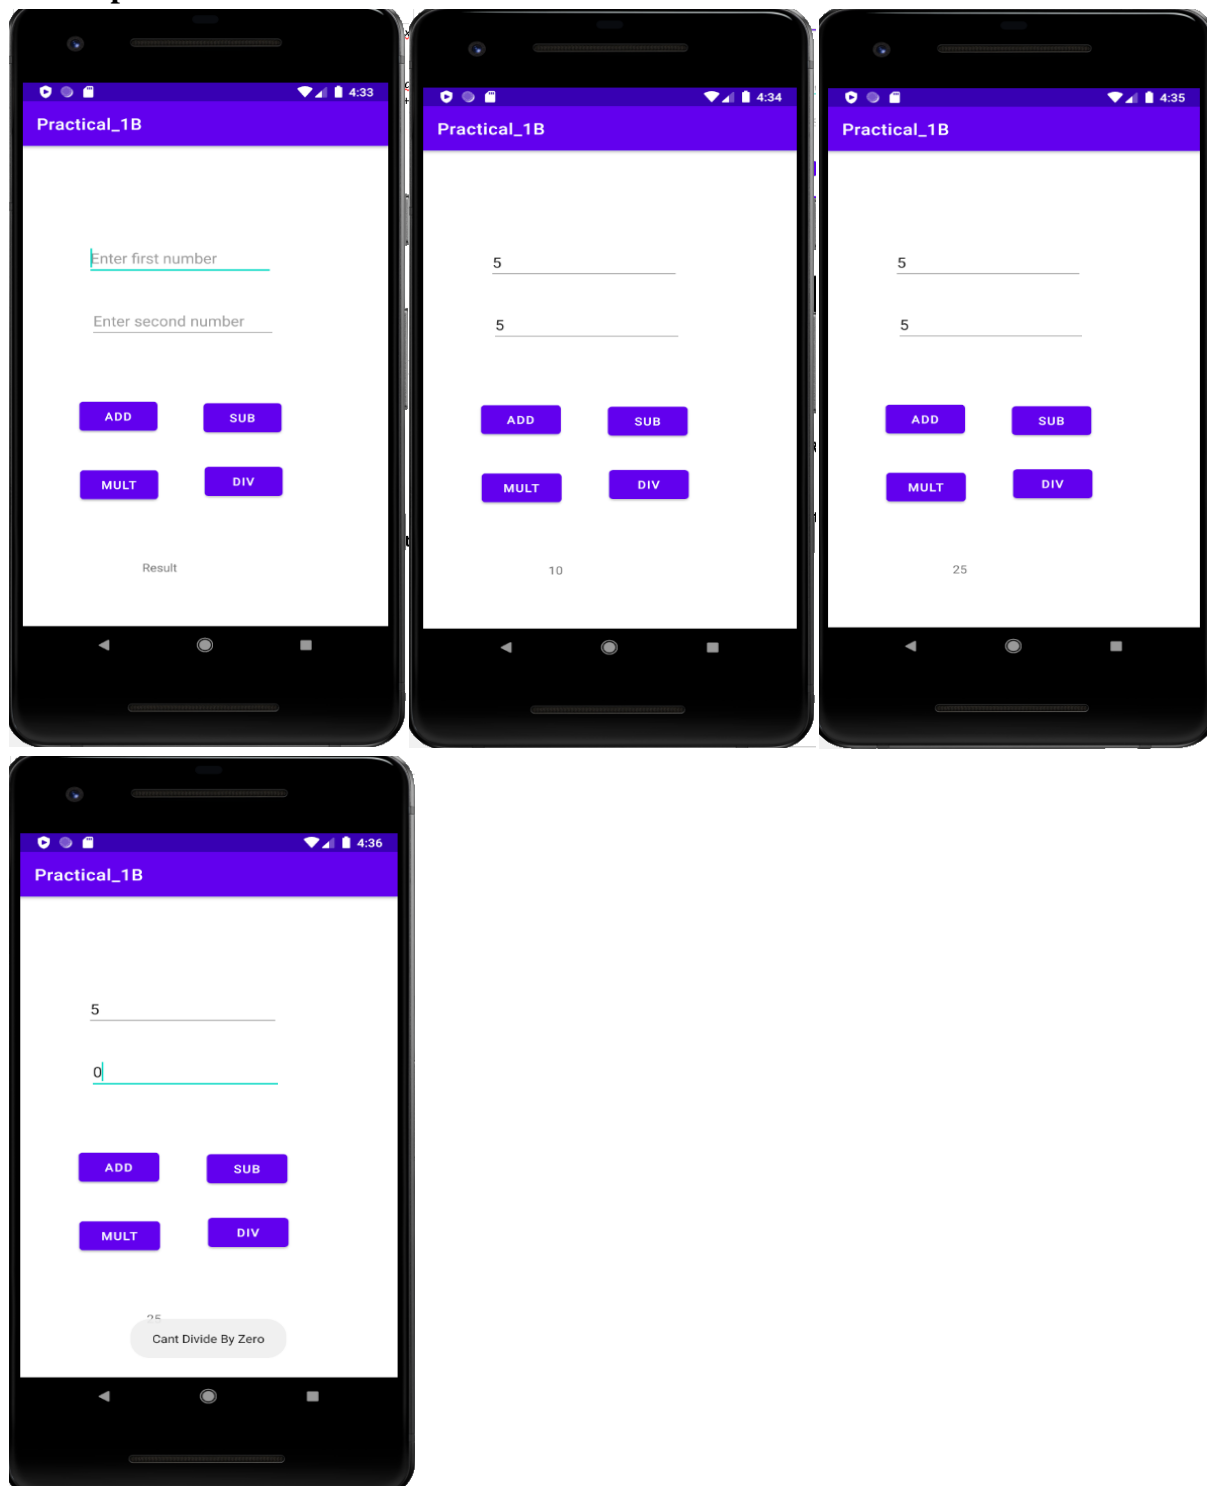 4:33
Practical_1B
Enter first number
Enter second number
ADD SUB
MULT DIV
Result
4:34
Practical_1B
5
5
ADD SUB
MULT DIV
10
4:35
Practical_1B
5
5
ADD SUB
MULT DIV
25
4:36
Practical_1B
5
0
ADD SUB
MULT DIV
25
Cant Divide By Zero